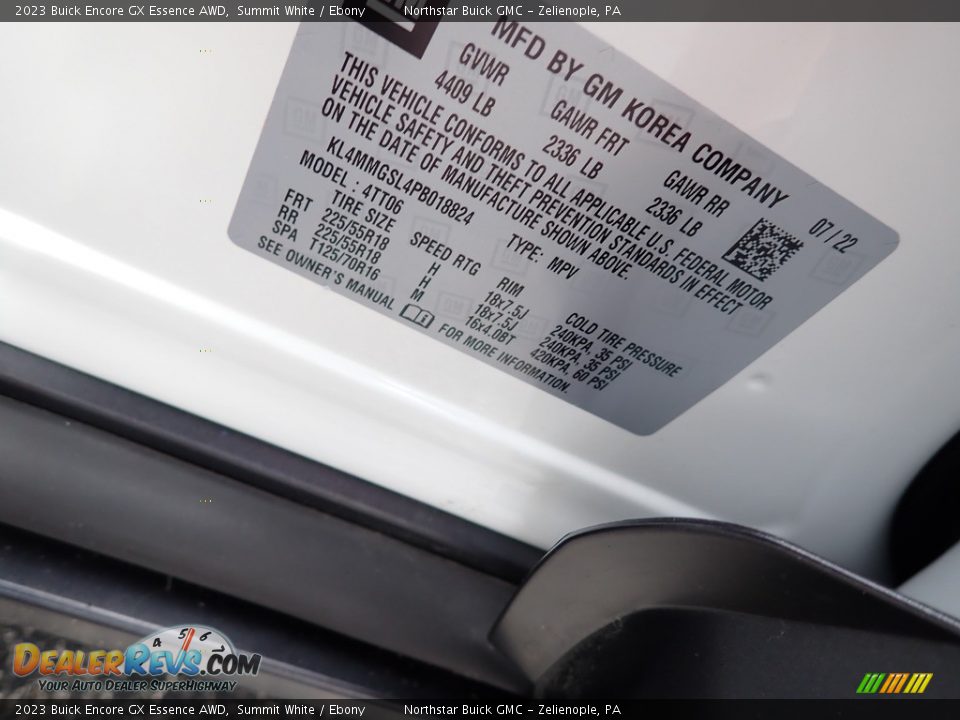 2023 Buick Encore GX Essence AWD, Summit White / Ebony Northstar Buick GMC - Zelienople, PA
MFD BY GM KOREA COMPANY 07/22
GVWR GAWR FRT GAWR RR
4409 LB 2336 LB 2336 LB
THIS VEHICLE CONFORMS TO ALL APPLICABLE U.S. FEDERAL MOTOR
VEHICLE SAFETY AND THEFT PREVENTION STANDARDS IN EFFECT
ON THE DATE OF MANUFACTURE SHOWN ABOVE.
KL4MMGSL4PB018824 TYPE: MPV
MODEL : 4TT06
TIRE SIZE SPEED RTG RIM COLD TIRE PRESSURE
FRT 225/55R18 H 18x7.5J 240KPA, 35 PSI
RR 225/55R18 H 18x7.5J 240KPA, 35 PSI
SPA T125/70R16 M 16x4.0BT 420KPA, 60 PSI
SEE OWNER'S MANUAL FOR MORE INFORMATION.
4 5 6
DEALERREVS.COM
YOUR AUTO DEALER SUPERHIGHWAY
2023 Buick Encore GX Essence AWD, Summit White / Ebony Northstar Buick GMC - Zelienople, PA